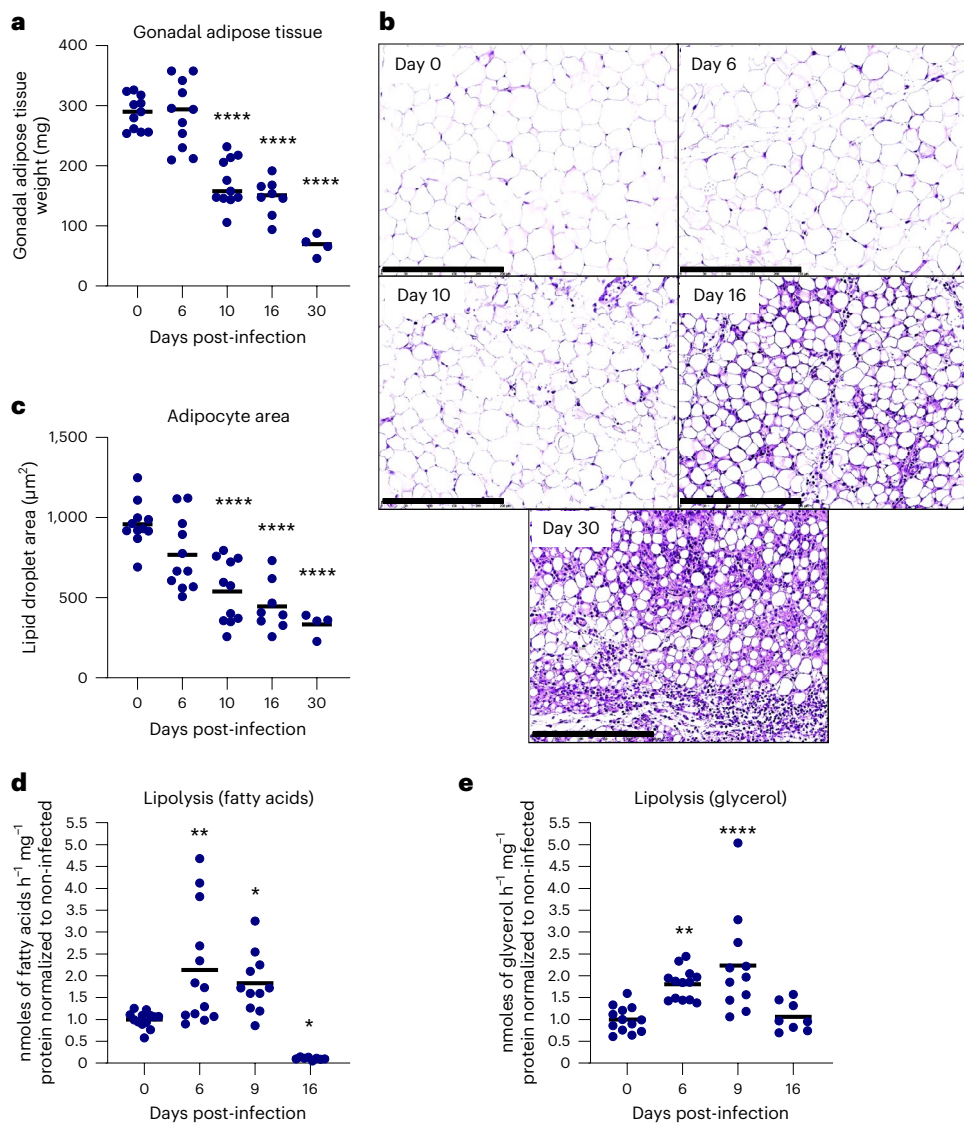 a
Gonadal adipose tissue
400
300
200
100
0
Gonadal adipose tissue
weight (mg)
****
****
****
0 6 10 16 30
Days post-infection
b
Day 0
Day 6
Day 10
Day 16
Day 30
c
Adipocyte area
1,500
1,000
500
0
Lipid droplet area (µm²)
****
****
****
0 6 10 16 30
Days post-infection
d
Lipolysis (fatty acids)
5.5
5.0
4.5
4.0
3.5
3.0
2.5
2.0
1.5
1.0
0.5
0
nmoles of fatty acids h⁻¹ mg⁻¹
protein normalized to non-infected
**
*
*
0 6 9 16
Days post-infection
e
Lipolysis (glycerol)
5.5
5.0
4.5
4.0
3.5
3.0
2.5
2.0
1.5
1.0
0.5
0
nmoles of glycerol h⁻¹ mg⁻¹
protein normalized to non-infected
**
****
0 6 9 16
Days post-infection